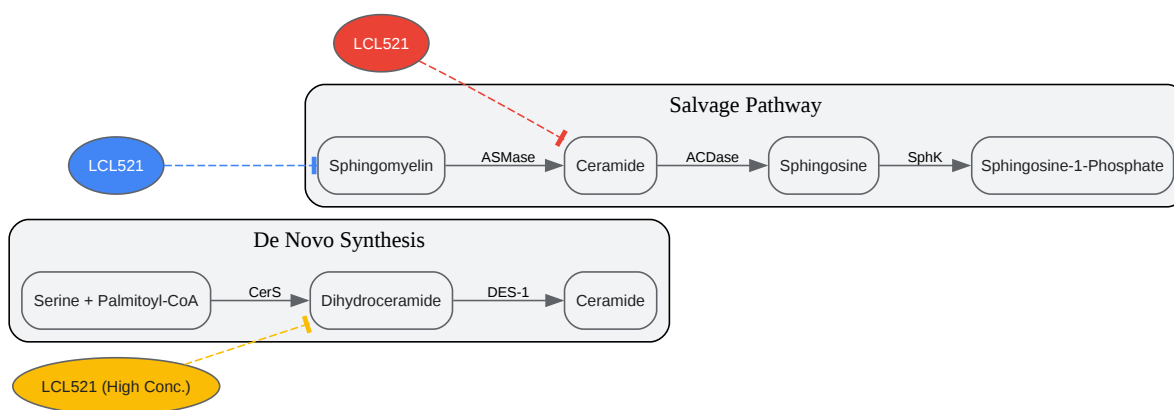 LCL521
Salvage Pathway
LCL521
Sphingomyelin
ASMase
Ceramide
ACDase
Sphingosine
SphK
Sphingosine-1-Phosphate
De Novo Synthesis
Serine + Palmitoyl-CoA
CerS
Dihydroceramide
DES-1
Ceramide
LCL521 (High Conc.)